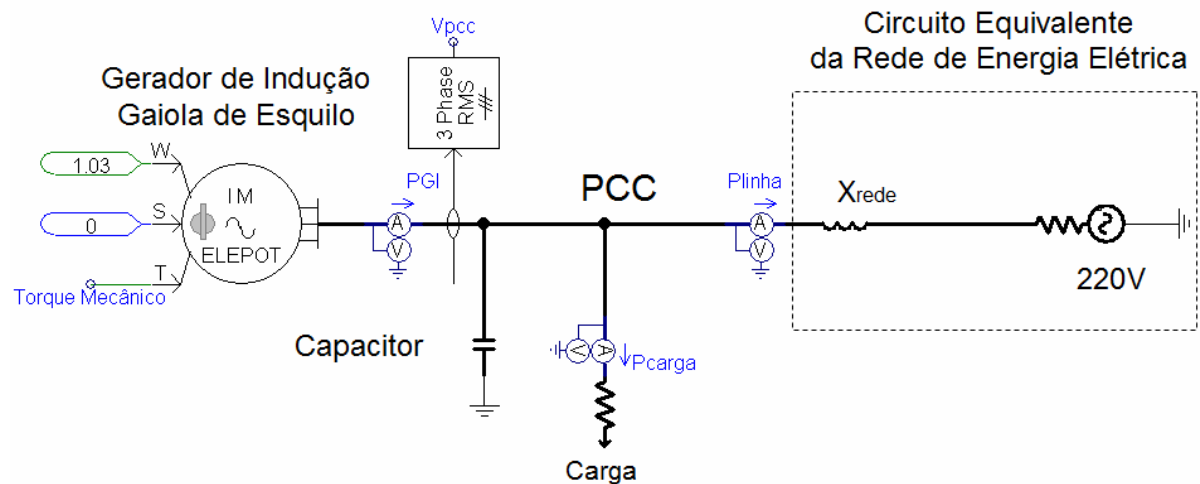 Circuito Equivalente
da Rede de Energia Elétrica
Vpcc
Gerador de Indução
Gaiola de Esquilo
3 Phase
RMS
W
1.03
IM
S
0
ELEPOT
T
Torque Mecânico
PGI
A
V
PCC
Plinha
A
V
Xrede
220V
Capacitor
V
A
Pcarga
Carga